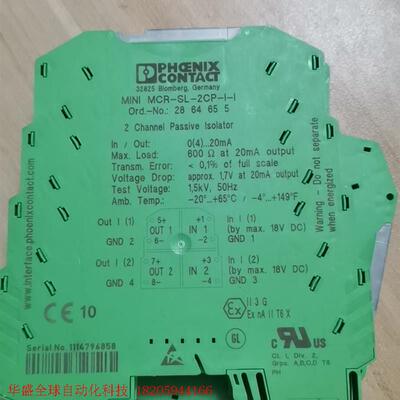 PHOENIX
CONTACT
32825 Blomberg, Germany
MINI MCR-SL-2CP-I-I
Ord.-No.: 28 64 65 5
2 Channel Passive Isolator
Input: 0(4)...20mA
Max. Load: 600 Ω at 20mA output
Transm. Error: < 0,1% of full scale
Voltage Drop: approx. 1,7V at 20mA output
Test Voltage: 1,5kV, 50Hz
Amb. Temp.: -20°...+65°C / -4°...+149°F
Out I (1) 5+ +1 In I (1)
OUT 1 IN 1 (by max. 18V DC)
GND 2 6- -2 GND 1
Out I (2) 7+ +3 In I (2)
OUT 2 IN 2 (by max. 18V DC)
GND 4 8- -4 GND 3
Warning - Do not separate
when energized
www.interface.phoenixcontact.com
CE 10
Ex II 3 G
Ex nA II T6 X
GL
c UL us
CL I, Div. 2,
Grps. A,B,C,D T6
PH
Serial No. 1114796858
华盛全球自动化科技 18205944166